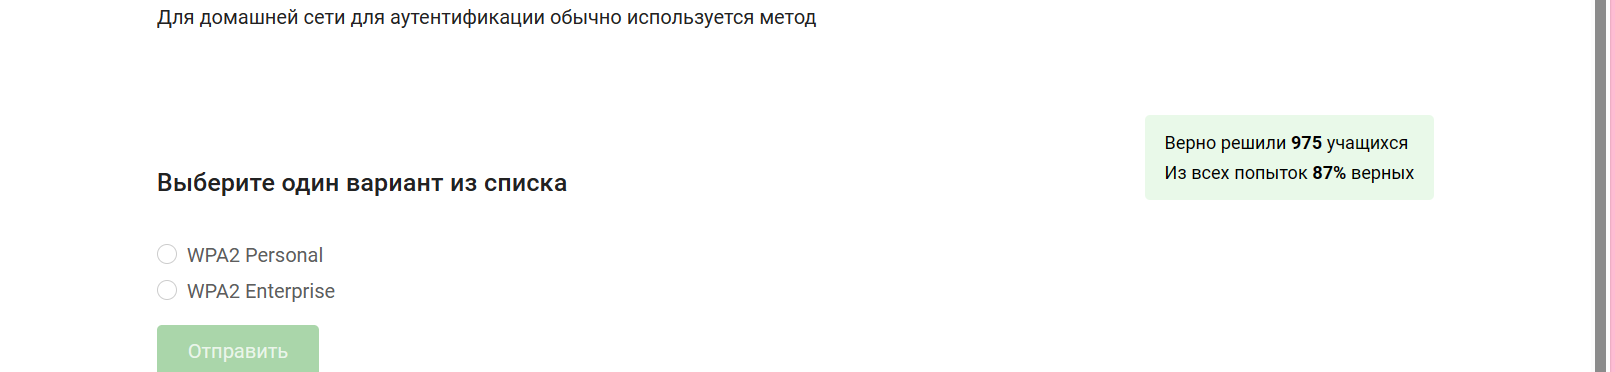 Для домашней сети для аутентификации обычно используется метод
Верно решили 975 учащихся
Из всех попыток 87% верных
Выберите один вариант из списка
WPA2 Personal
WPA2 Enterprise
Отправить